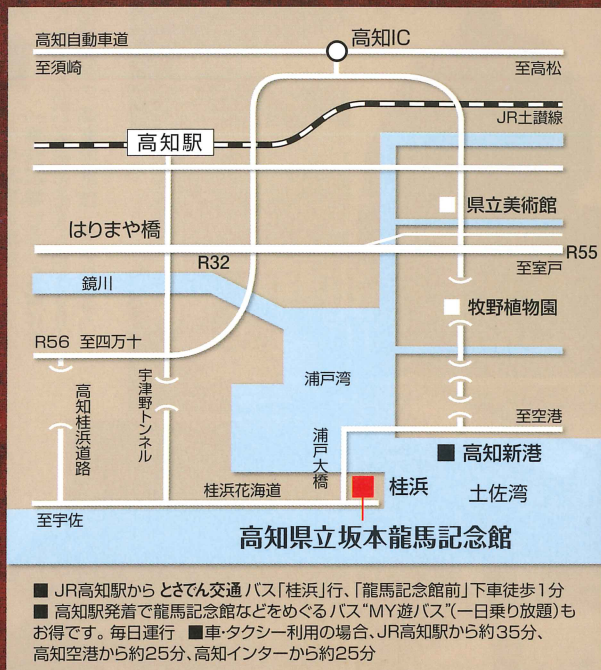 高知自動車道
高知IC
至須崎
至高松
JR土讃線
高知駅
県立美術館
はりまや橋
R32
R55
至室戸
鏡川
牧野植物園
R56 至四万十
浦戸湾
高知桂浜道路
宇津野トンネル
浦戸大橋
至空港
高知新港
桂浜花海道
桂浜
土佐湾
至宇佐
高知県立坂本龍馬記念館
■ JR高知駅から とさでん交通 バス「桂浜」行、「龍馬記念館前」下車徒歩1分
■ 高知駅発着で龍馬記念館などをめぐるバス“MY遊バス”(一日乗り放題)も
お得です。毎日運行 ■車・タクシー利用の場合、JR高知駅から約35分、
高知空港から約25分、高知インターから約25分